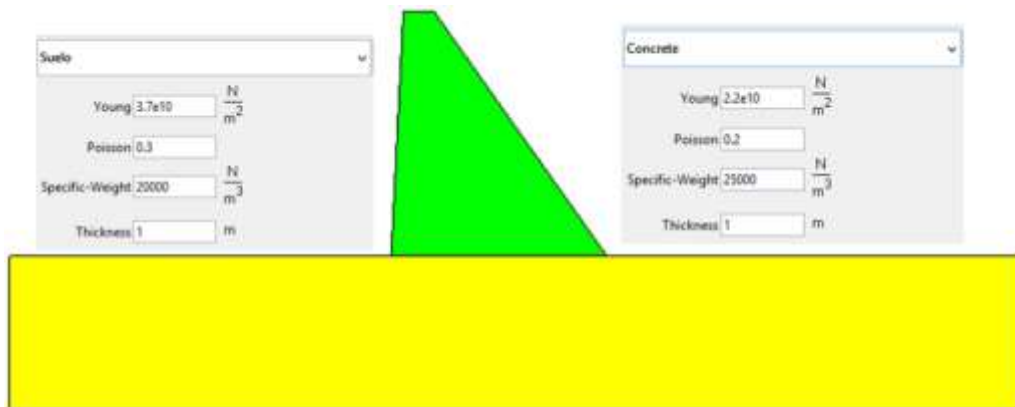 Suelo
Young 3.7e10 N/m2
Poisson 0.3
Specific-Weight 20000 N/m3
Thickness 1 m
Concrete
Young 2.2e10 N/m2
Poisson 0.2
Specific-Weight 25000 N/m3
Thickness 1 m